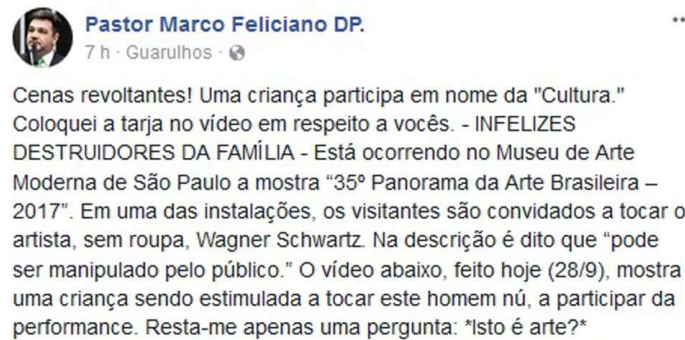 Pastor Marco Feliciano DP.
7 h · Guarulhos ·
Cenas revoltantes! Uma criança participa em nome da "Cultura."
Coloquei a tarja no vídeo em respeito a vocês. - INFELIZES
DESTRUIDORES DA FAMÍLIA - Está ocorrendo no Museu de Arte
Moderna de São Paulo a mostra “35º Panorama da Arte Brasileira –
2017”. Em uma das instalações, os visitantes são convidados a tocar o
artista, sem roupa, Wagner Schwartz. Na descrição é dito que “pode
ser manipulado pelo público.” O vídeo abaixo, feito hoje (28/9), mostra
uma criança sendo estimulada a tocar este homem nú, a participar da
performance. Resta-me apenas uma pergunta: *Isto é arte?*